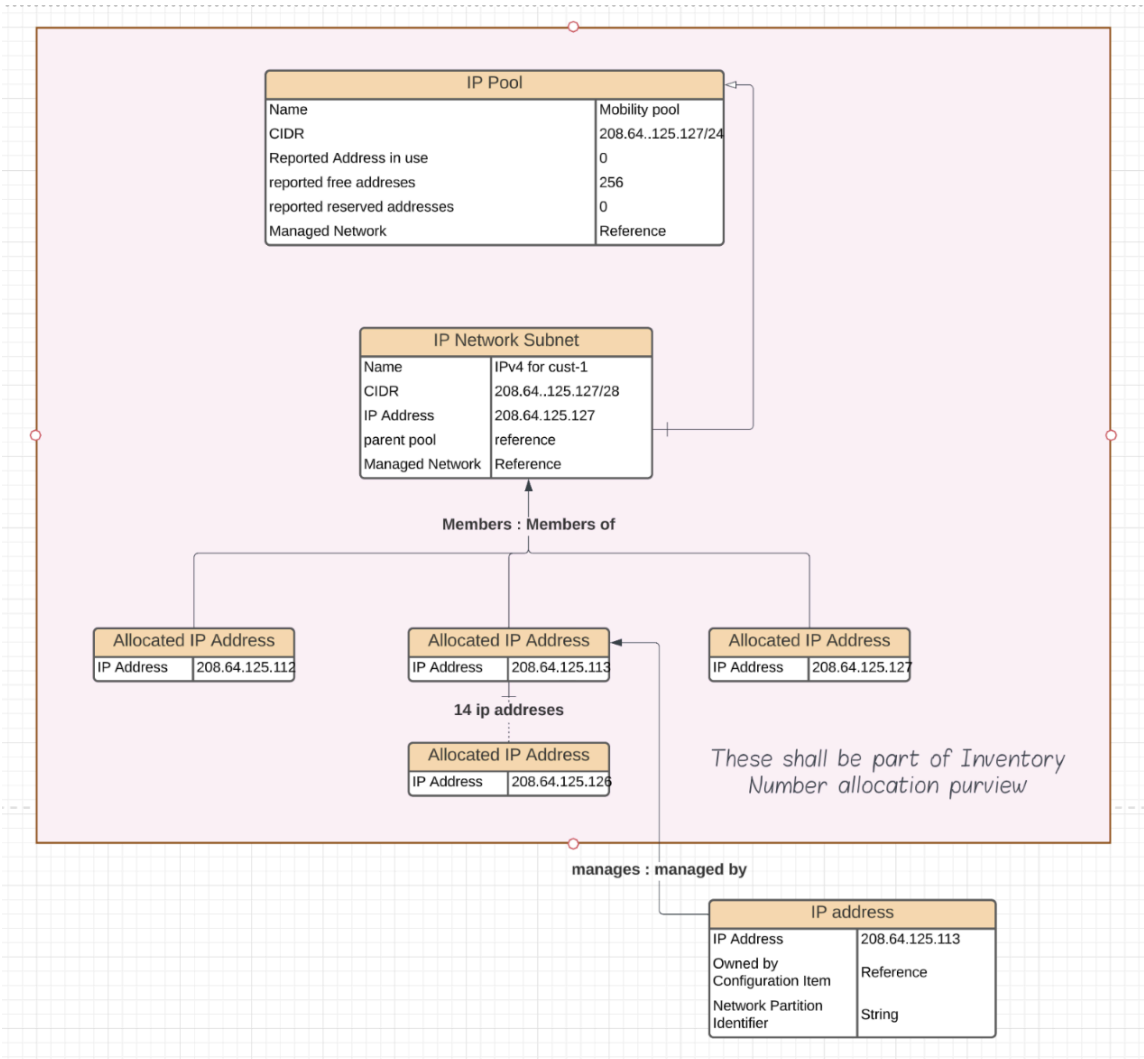 IP Pool
Name Mobility pool
CIDR 208.64..125.127/24
Reported Address in use 0
reported free addreses 256
reported reserved addresses 0
Managed Network Reference
IP Network Subnet
Name IPv4 for cust-1
CIDR 208.64..125.127/28
IP Address 208.64.125.127
parent pool reference
Managed Network Reference
Members : Members of
Allocated IP Address
IP Address 208.64.125.112
Allocated IP Address
IP Address 208.64.125.113
Allocated IP Address
IP Address 208.64.125.127
14 ip addreses
Allocated IP Address
IP Address 208.64.125.126
These shall be part of Inventory
Number allocation purview
manages : managed by
IP address
IP Address 208.64.125.113
Owned by
Configuration Item Reference
Network Partition
Identifier String